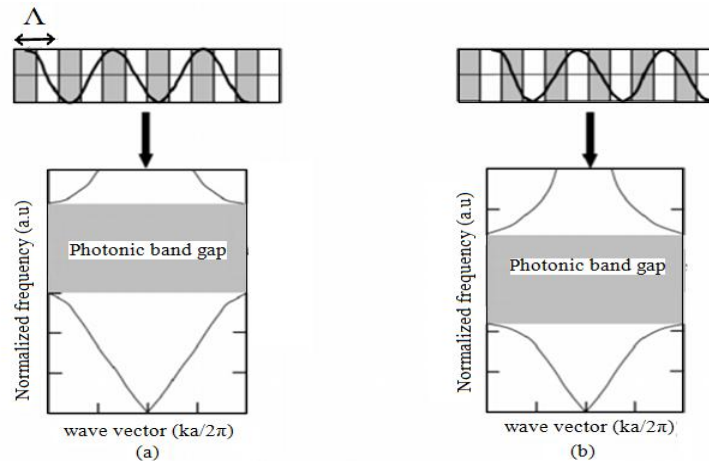 Λ
Photonic band gap
Normalized frequency (a.u)
wave vector (ka/2π)
(a)
Photonic band gap
Normalized frequency (a.u)
wave vector (ka/2π)
(b)